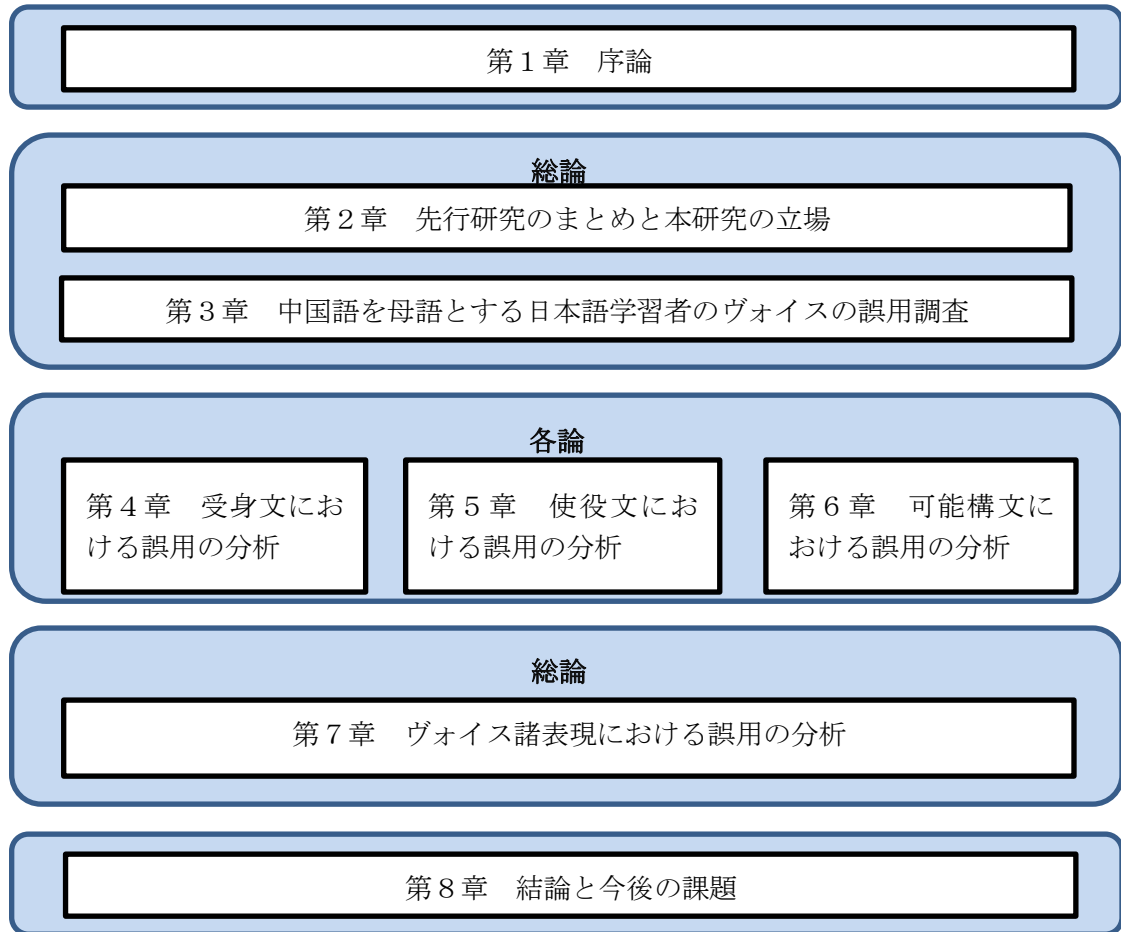 第１章　序論
総論
第２章　先行研究のまとめと本研究の立場
第３章　中国語を母語とする日本語学習者のヴォイスの誤用調査
各論
第４章　受身文にお
ける誤用の分析
第５章　使役文にお
ける誤用の分析
第６章　可能構文に
おける誤用の分析
総論
第７章　ヴォイス諸表現における誤用の分析
第８章　結論と今後の課題